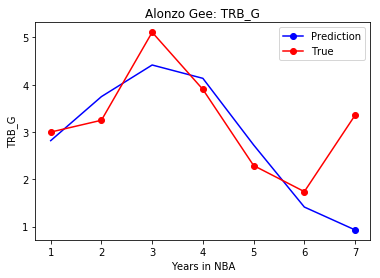 Alonzo Gee: TRB_G
Prediction
True
5
4
3
2
1
TRB_G
1 2 3 4 5 6 7
Years in NBA